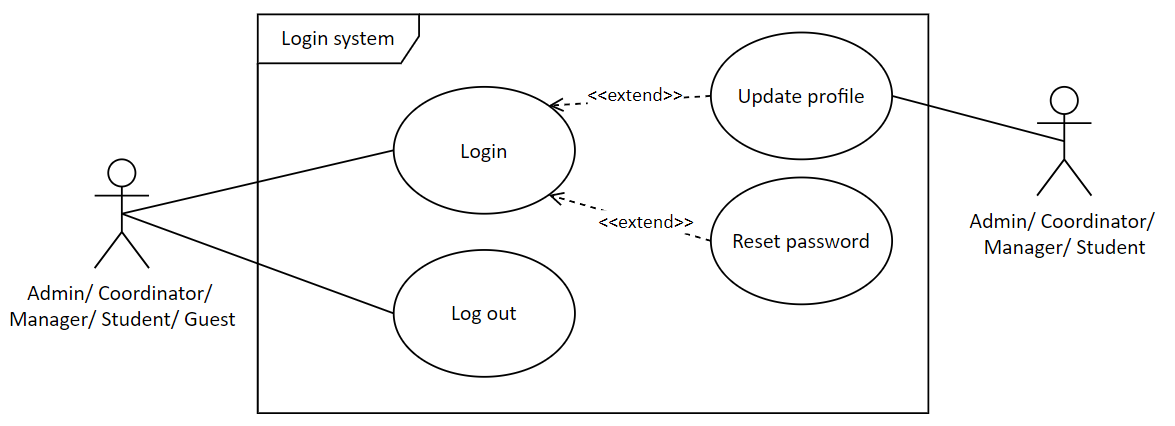 Login system
<<extend>>
Update profile
Login
<<extend>>
Reset password
Admin/ Coordinator/
Manager/ Student
Admin/ Coordinator/
Manager/ Student/ Guest
Log out